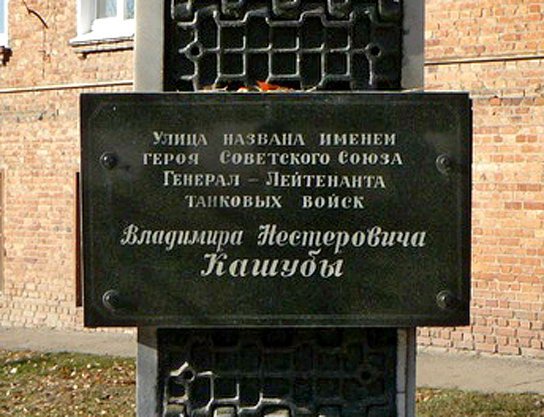 Улица названа именем
героя Советского Союза
Генерал – Лейтенанта
танковых войск
Владимира Нестеровича
Кашубы